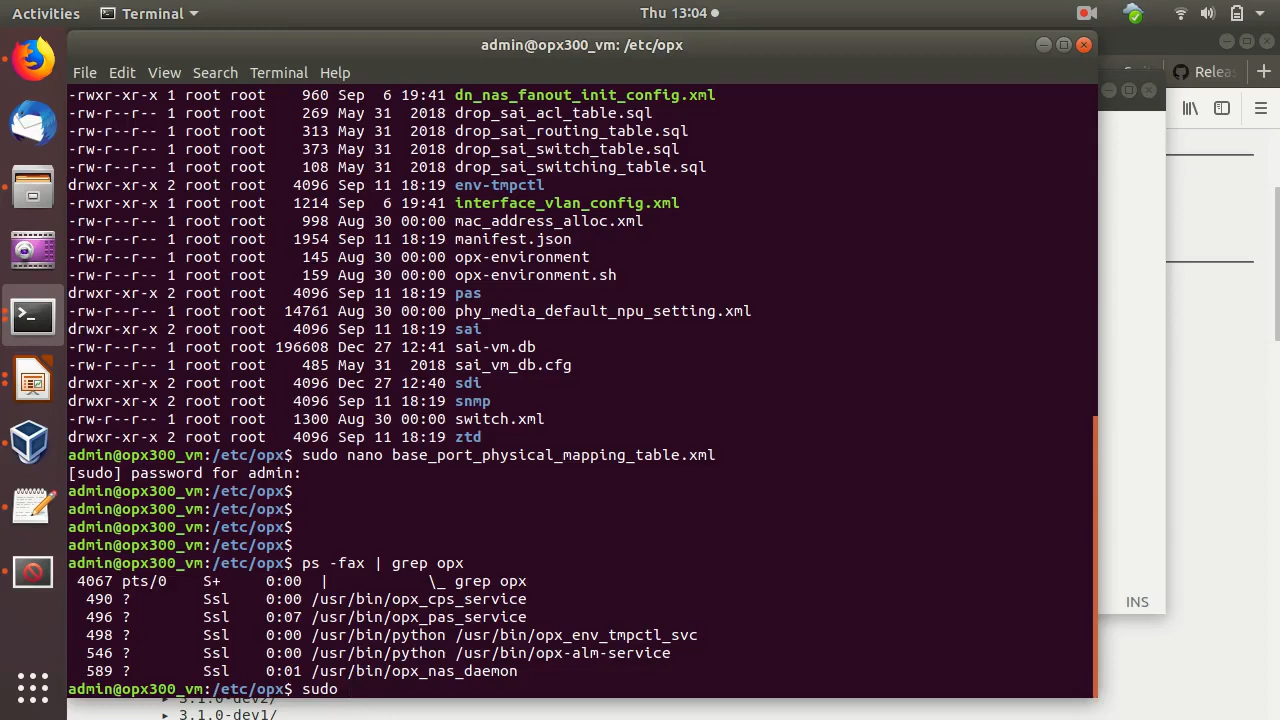 Activities Terminal Thu 13:04
admin@opx300_vm: /etc/opx
File Edit View Search Terminal Help
Relea
-rwxr-xr-x 1 root root    960 Sep  6 19:41 dn_nas_fanout_init_config.xml
-rw-r--r-- 1 root root    269 May 31  2018 drop_sai_acl_table.sql
-rw-r--r-- 1 root root    313 May 31  2018 drop_sai_routing_table.sql
-rw-r--r-- 1 root root    373 May 31  2018 drop_sai_switch_table.sql
-rw-r--r-- 1 root root    108 May 31  2018 drop_sai_switching_table.sql
drwxr-xr-x 2 root root   4096 Sep 11 18:19 env-tmpctl
-rwxr-xr-x 1 root root   1214 Sep  6 19:41 interface_vlan_config.xml
-rw-r--r-- 1 root root    998 Aug 30 00:00 mac_address_alloc.xml
-rw-r--r-- 1 root root   1954 Sep 11 18:19 manifest.json
-rw-r--r-- 1 root root    145 Aug 30 00:00 opx-environment
-rw-r--r-- 1 root root    159 Aug 30 00:00 opx-environment.sh
drwxr-xr-x 2 root root   4096 Sep 11 18:19 pas
-rw-r--r-- 1 root root  14761 Aug 30 00:00 phy_media_default_npu_setting.xml
drwxr-xr-x 2 root root   4096 Sep 11 18:19 sai
-rw-r--r-- 1 root root 196608 Dec 27 12:41 sai-vm.db
-rw-r--r-- 1 root root    485 May 31  2018 sai_vm_db.cfg
drwxr-xr-x 2 root root   4096 Dec 27 12:40 sdi
drwxr-xr-x 2 root root   4096 Sep 11 18:19 snmp
-rw-r--r-- 1 root root   1300 Aug 30 00:00 switch.xml
drwxr-xr-x 2 root root   4096 Sep 11 18:19 ztd
admin@opx300_vm:/etc/opx$ sudo nano base_port_physical_mapping_table.xml
[sudo] password for admin:
admin@opx300_vm:/etc/opx$
admin@opx300_vm:/etc/opx$
admin@opx300_vm:/etc/opx$
admin@opx300_vm:/etc/opx$
admin@opx300_vm:/etc/opx$ ps -fax | grep opx
 4067 pts/0    S+     0:00  |           \_ grep opx
  490 ?        Ssl    0:00 /usr/bin/opx_cps_service
  496 ?        Ssl    0:07 /usr/bin/opx_pas_service
  498 ?        Ssl    0:00 /usr/bin/python /usr/bin/opx_env_tmpctl_svc
  546 ?        Ssl    0:00 /usr/bin/python /usr/bin/opx-alm-service
  589 ?        Ssl    0:01 /usr/bin/opx_nas_daemon
admin@opx300_vm:/etc/opx$ sudo
INS
3.1.0-dev2/
3.1.0-dev1/